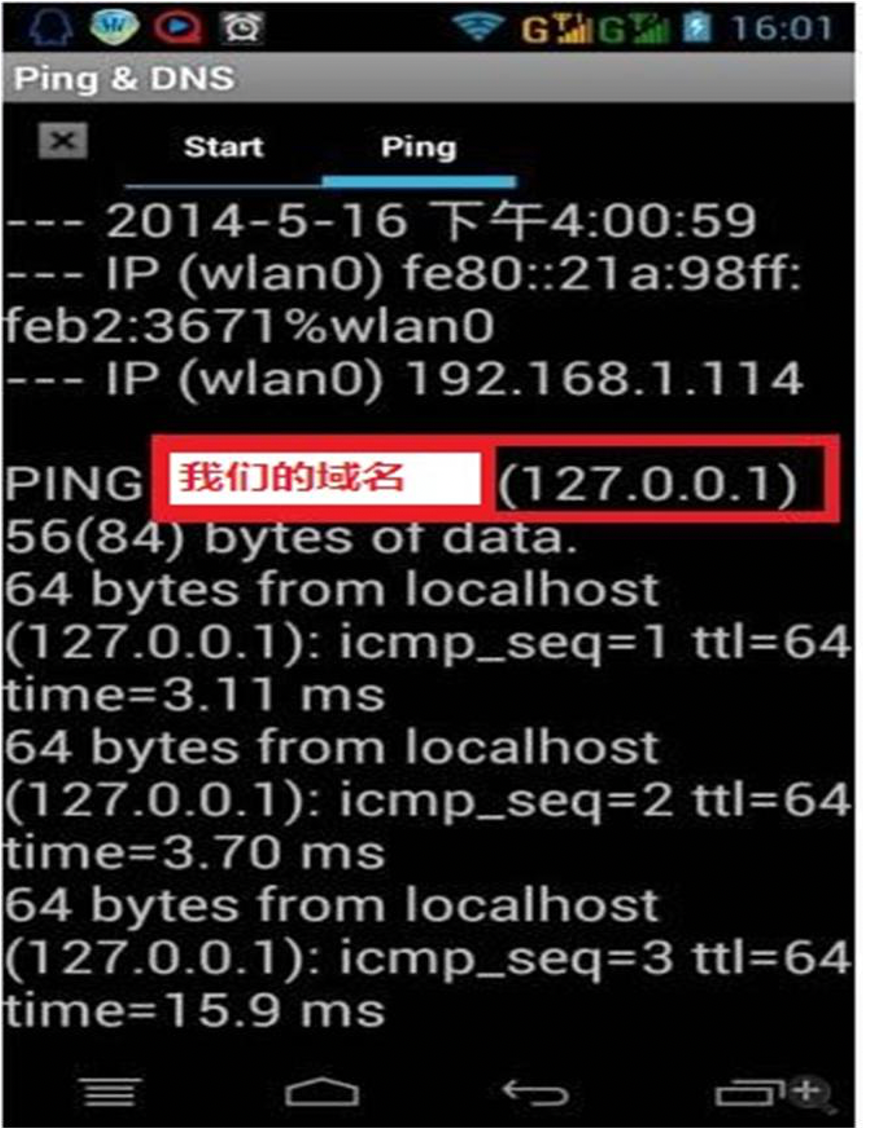 16:01
Ping & DNS
Start Ping
--- 2014-5-16 下午4:00:59
--- IP (wlan0) fe80::21a:98ff:
feb2:3671%wlan0
--- IP (wlan0) 192.168.1.114
PING 我们的域名 (127.0.0.1)
56(84) bytes of data.
64 bytes from localhost
(127.0.0.1): icmp_seq=1 ttl=64
time=3.11 ms
64 bytes from localhost
(127.0.0.1): icmp_seq=2 ttl=64
time=3.70 ms
64 bytes from localhost
(127.0.0.1): icmp_seq=3 ttl=64
time=15.9 ms